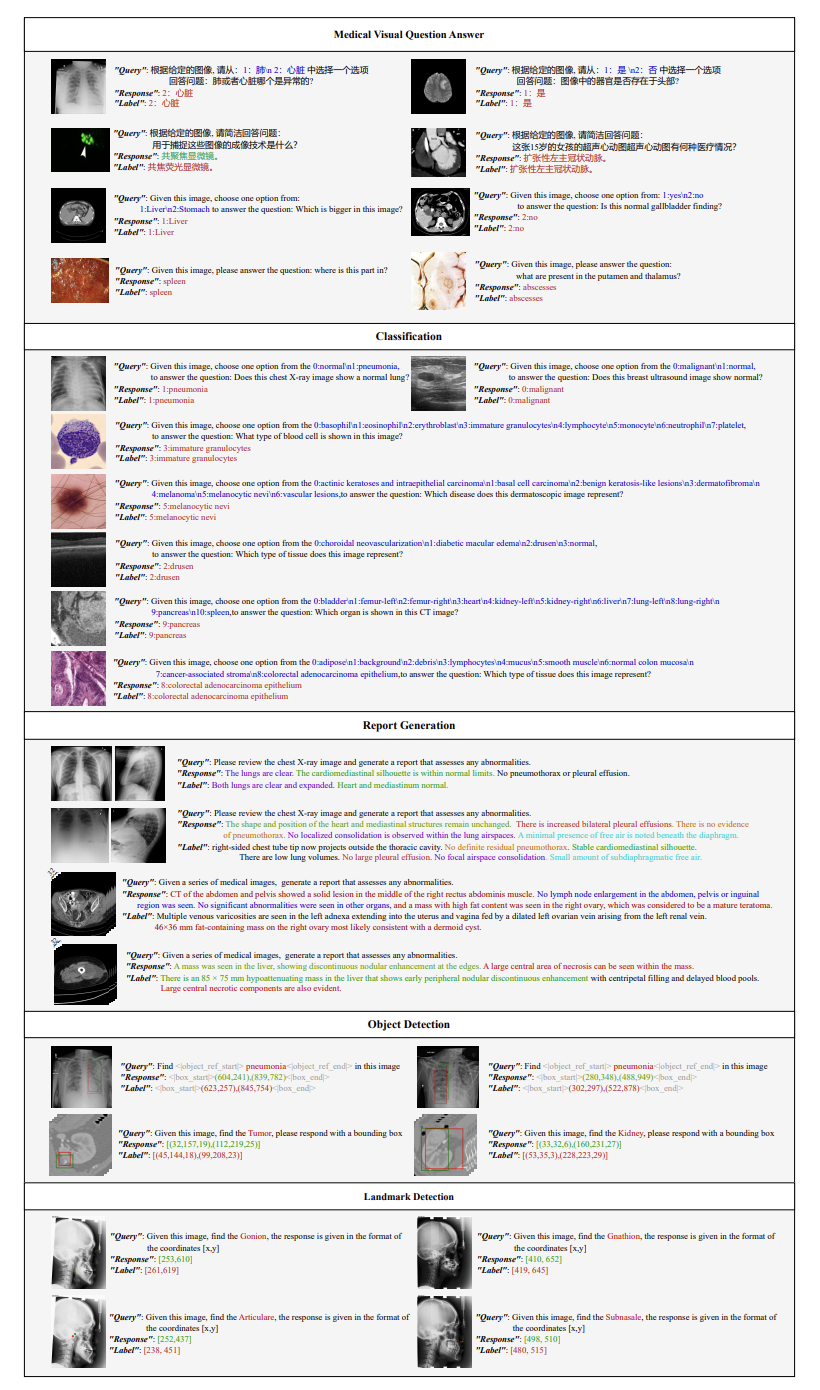 Medical Visual Question Answer
"Query": 根据给定的图像, 请从：1：肺\n 2：心脏 中选择一个选项
回答问题：肺或者心脏哪个是异常的?
"Response": 2：心脏
"Label": 2：心脏
"Query": 根据给定的图像, 请从：1：是 \n2：否 中选择一个选项
回答问题：图像中的器官是否存在于头部?
"Response": 1：是
"Label": 1：是
"Query": 根据给定的图像, 请简洁回答问题：
用于捕捉这些图像的成像技术是什么?
"Response": 共聚焦显微镜。
"Label": 共焦荧光显微镜。
"Query": 根据给定的图像, 请简洁回答问题：
这张15岁的女孩的超声心动图超声心动图有何种医疗情况?
"Response": 扩张性左主冠状动脉。
"Label": 扩张性左主冠状动脉。
"Query": Given this image, choose one option from:
1:Liver\n2:Stomach to answer the question: Which is bigger in this image?
"Response": 1:Liver
"Label": 1:Liver
"Query": Given this image, choose one option from: 1:yes\n2:no
to answer the question: Is this normal gallbladder finding?
"Response": 2:no
"Label": 2:no
"Query": Given this image, please answer the question: where is this part in?
"Response": spleen
"Label": spleen
"Query": Given this image, please answer the question:
what are present in the putamen and thalamus?
"Response": abscesses
"Label": abscesses
Classification
"Query": Given this image, choose one option from the 0:normal\n1:pneumonia,
to answer the question: Does this chest X-ray image show a normal lung?
"Response": 1:pneumonia
"Label": 1:pneumonia
"Query": Given this image, choose one option from the 0:malignant\n1:normal,
to answer the question: Does this breast ultrasound image show normal?
"Response": 0:malignant
"Label": 0:malignant
"Query": Given this image, choose one option from the 0:basophil\n1:eosinophil\n2:erythroblast\n3:immature granulocytes\n4:lymphocyte\n5:monocyte\n6:neutrophil\n7:platelet,
to answer the question: What type of blood cell is shown in this image?
"Response": 3:immature granulocytes
"Label": 3:immature granulocytes
"Query": Given this image, choose one option from the 0:actinic keratoses and intraepithelial carcinoma\n1:basal cell carcinoma\n2:benign keratosis-like lesions\n3:dermatofibroma\n
4:melanoma\n5:melanocytic nevi\n6:vascular lesions,to answer the question: Which disease does this dermatoscopic image represent?
"Response": 5:melanocytic nevi
"Label": 5:melanocytic nevi
"Query": Given this image, choose one option from the 0:choroidal neovascularization\n1:diabetic macular edema\n2:drusen\n3:normal,
to answer the question: Which type of tissue does this image represent?
"Response": 2:drusen
"Label": 2:drusen
"Query": Given this image, choose one option from the 0:bladder\n1:femur-left\n2:femur-right\n3:heart\n4:kidney-left\n5:kidney-right\n6:liver\n7:lung-left\n8:lung-right\n
9:pancreas\n10:spleen,to answer the question: Which organ is shown in this CT image?
"Response": 9:pancreas
"Label": 9:pancreas
"Query": Given this image, choose one option from the 0:adipose\n1:background\n2:debris\n3:lymphocytes\n4:mucus\n5:smooth muscle\n6:normal colon mucosa\n
7:cancer-associated stroma\n8:colorectal adenocarcinoma epithelium,to answer the question: Which type of tissue does this image represent?
"Response": 8:colorectal adenocarcinoma epithelium
"Label": 8:colorectal adenocarcinoma epithelium
Report Generation
"Query": Please review the chest X-ray image and generate a report that assesses any abnormalities.
"Response": The lungs are clear. The cardiomediastinal silhouette is within normal limits. No pneumothorax or pleural effusion.
"Label": Both lungs are clear and expanded. Heart and mediastinum normal.
"Query": Please review the chest X-ray image and generate a report that assesses any abnormalities.
"Response": The shape and position of the heart and mediastinal structures remain unchanged. There is increased bilateral pleural effusions. There is no evidence
of pneumothorax. No localized consolidation is observed within the lung airspaces. A minimal presence of free air is noted beneath the diaphragm.
"Label": right-sided chest tube tip now projects outside the thoracic cavity. No definite residual pneumothorax. Stable cardiomediastinal silhouette.
There are low lung volumes. No large pleural effusion. No focal airspace consolidation. Small amount of subdiaphragmatic free air.
"Query": Given a series of medical images, generate a report that assesses any abnormalities.
"Response": CT of the abdomen and pelvis showed a solid lesion in the middle of the right rectus abdominis muscle. No lymph node enlargement in the abdomen, pelvis or inguinal
region was seen. No significant abnormalities were seen in other organs, and a mass with high fat content was seen in the right ovary, which was considered to be a mature teratoma.
"Label": Multiple venous varicosities are seen in the left adnexa extending into the uterus and vagina fed by a dilated left ovarian vein arising from the left renal vein.
46×36 mm fat-containing mass on the right ovary most likely consistent with a dermoid cyst.
"Query": Given a series of medical images, generate a report that assesses any abnormalities.
"Response": A mass was seen in the liver, showing discontinuous nodular enhancement at the edges. A large central area of necrosis can be seen within the mass.
"Label": There is an 85 × 75 mm hypoattenuating mass in the liver that shows early peripheral nodular discontinuous enhancement with centripetal filling and delayed blood pools.
Large central necrotic components are also evident.
Object Detection
"Query": Find <|object_ref_start|> pneumonia<|object_ref_end|> in this image
"Response": <|box_start|>(604,241),(839,782)<|box_end|>
"Label": <|box_start|>(623,257),(845,754)<|box_end|>
"Query": Find <|object_ref_start|> pneumonia<|object_ref_end|> in this image
"Response": <|box_start|>(280,348),(488,949)<|box_end|>
"Label": <|box_start|>(302,297),(522,878)<|box_end|>
"Query": Given this image, find the Tumor, please respond with a bounding box
"Response": [(32,157,19),(112,219,25)]
"Label": [(45,144,18),(99,208,23)]
"Query": Given this image, find the Kidney, please respond with a bounding box
"Response": [(33,32,6),(160,231,27)]
"Label": [(53,35,3),(228,223,29)]
Landmark Detection
"Query": Given this image, find the Gonion, the response is given in the format of
the coordinates [x,y]
"Response": [253,610]
"Label": [261,619]
"Query": Given this image, find the Gnathion, the response is given in the format of
the coordinates [x,y]
"Response": [410, 652]
"Label": [419, 645]
"Query": Given this image, find the Articulare, the response is given in the format of
the coordinates [x,y]
"Response": [252,437]
"Label": [238, 451]
"Query": Given this image, find the Subnasale, the response is given in the format of
the coordinates [x,y]
"Response": [498, 510]
"Label": [480, 515]